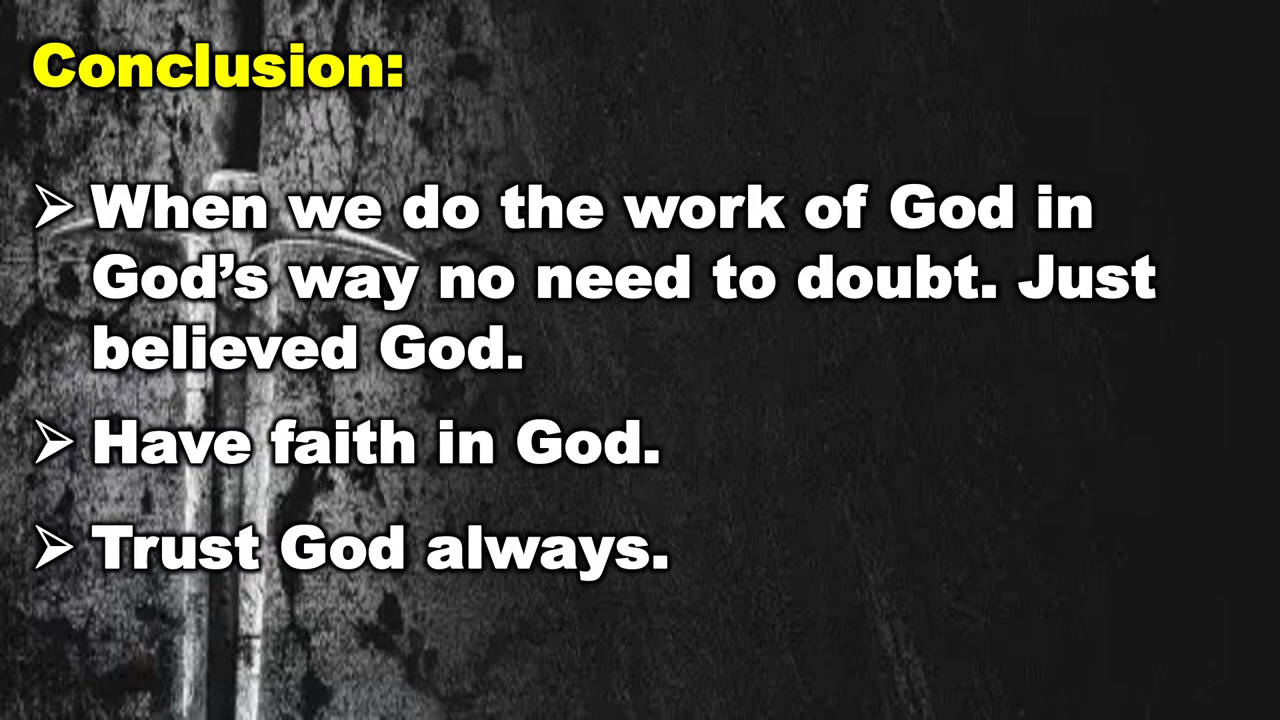 Conclusion:
➢ When we do the work of God in
God’s way no need to doubt. Just
believed God.
➢ Have faith in God.
➢ Trust God always.